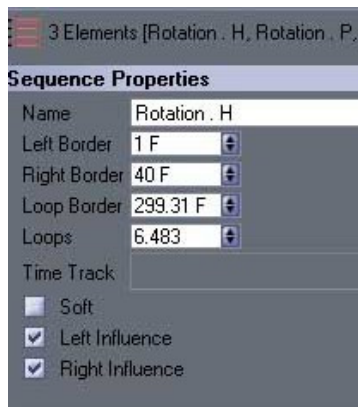 3 Elements [Rotation . H, Rotation . P,
Sequence Properties
Name Rotation . H
Left Border 1 F
Right Border 40 F
Loop Border 299.31 F
Loops 6.483
Time Track
Soft
Left Influence
Right Influence